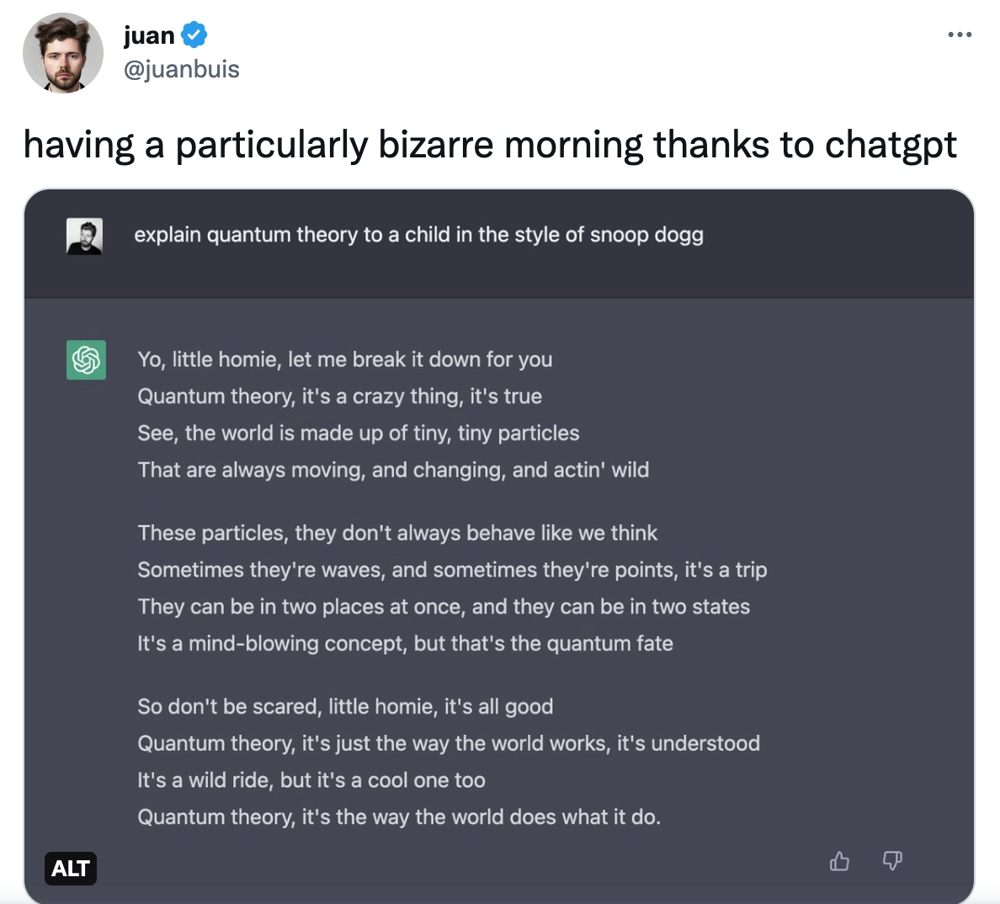 juan
@juanbuis
having a particularly bizarre morning thanks to chatgpt
explain quantum theory to a child in the style of snoop dogg
Yo, little homie, let me break it down for you
Quantum theory, it's a crazy thing, it's true
See, the world is made up of tiny, tiny particles
That are always moving, and changing, and actin' wild
These particles, they don't always behave like we think
Sometimes they're waves, and sometimes they're points, it's a trip
They can be in two places at once, and they can be in two states
It's a mind-blowing concept, but that's the quantum fate
So don't be scared, little homie, it's all good
Quantum theory, it's just the way the world works, it's understood
It's a wild ride, but it's a cool one too
Quantum theory, it's the way the world does what it do.
ALT